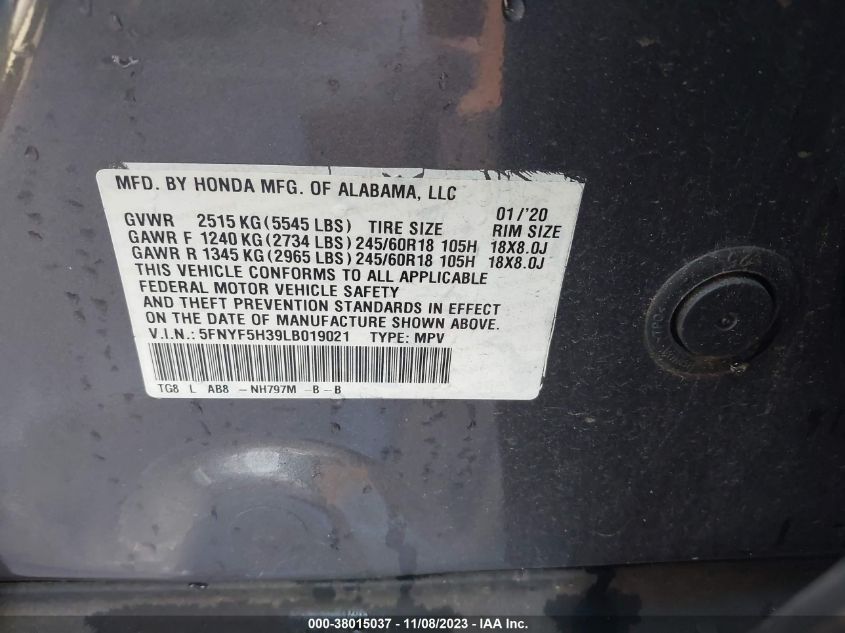 MFD. BY HONDA MFG. OF ALABAMA, LLC
01/'20
GVWR 2515 KG (5545 LBS) TIRE SIZE RIM SIZE
GAWR F 1240 KG (2734 LBS) 245/60R18 105H 18X8.0J
GAWR R 1345 KG (2965 LBS) 245/60R18 105H 18X8.0J
THIS VEHICLE CONFORMS TO ALL APPLICABLE
FEDERAL MOTOR VEHICLE SAFETY
AND THEFT PREVENTION STANDARDS IN EFFECT
ON THE DATE OF MANUFACTURE SHOWN ABOVE.
V.I.N.: 5FNYF5H39LB019021 TYPE: MPV
TG8 L AB8 - NH797M - B - B
000-38015037 - 11/08/2023 - IAA Inc.